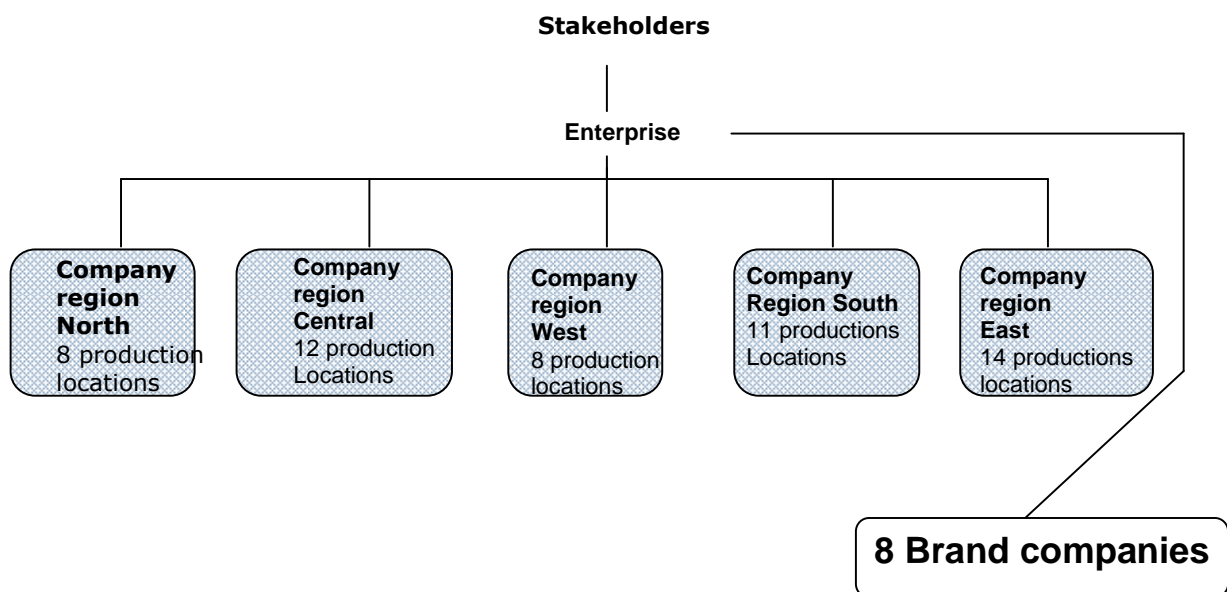 Stakeholders
Enterprise
Company
region
North
8 production
locations
Company
region
Central
12 production
Locations
Company
region
West
8 production
locations
Company
Region South
11 productions
Locations
Company
region
East
14 productions
locations
8 Brand companies